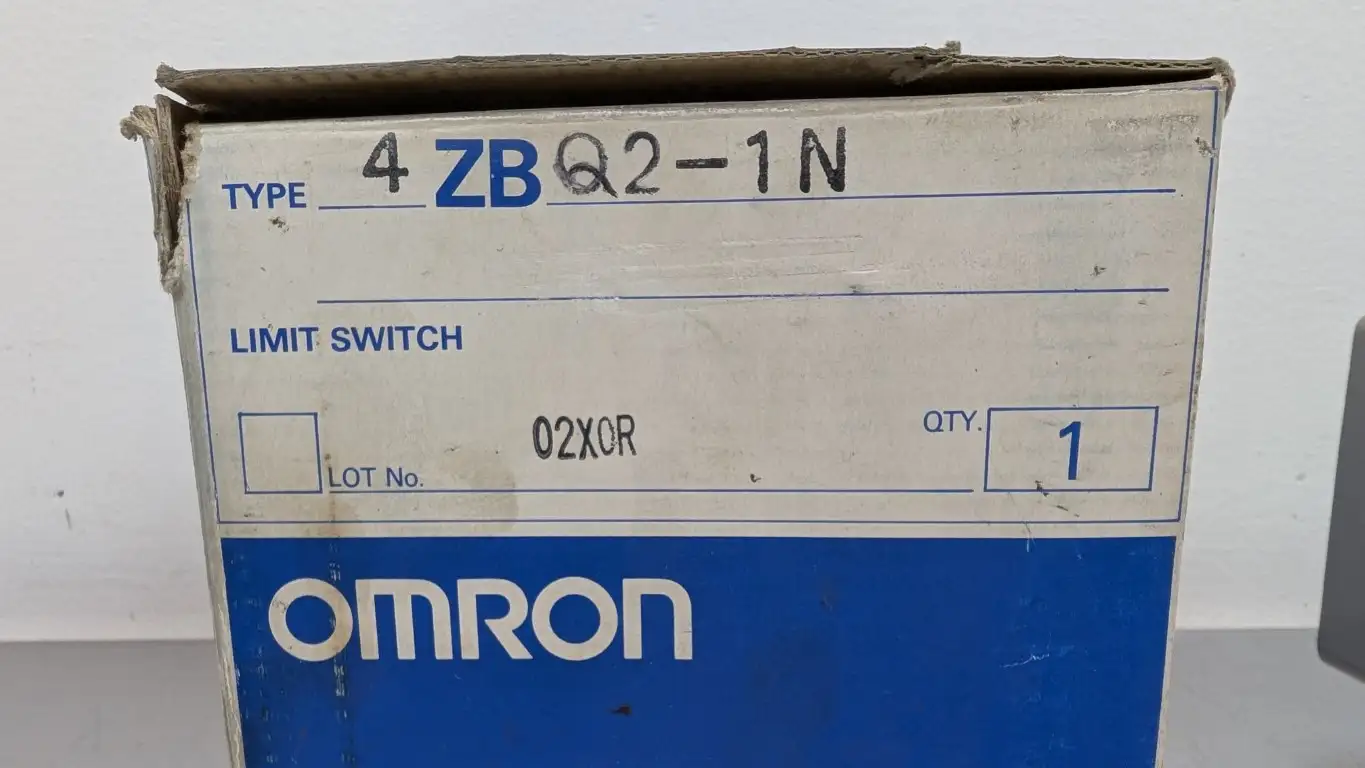 TYPE 4 ZBQ2-1N
LIMIT SWITCH
LOT No. 02X0R QTY. 1
OMRON